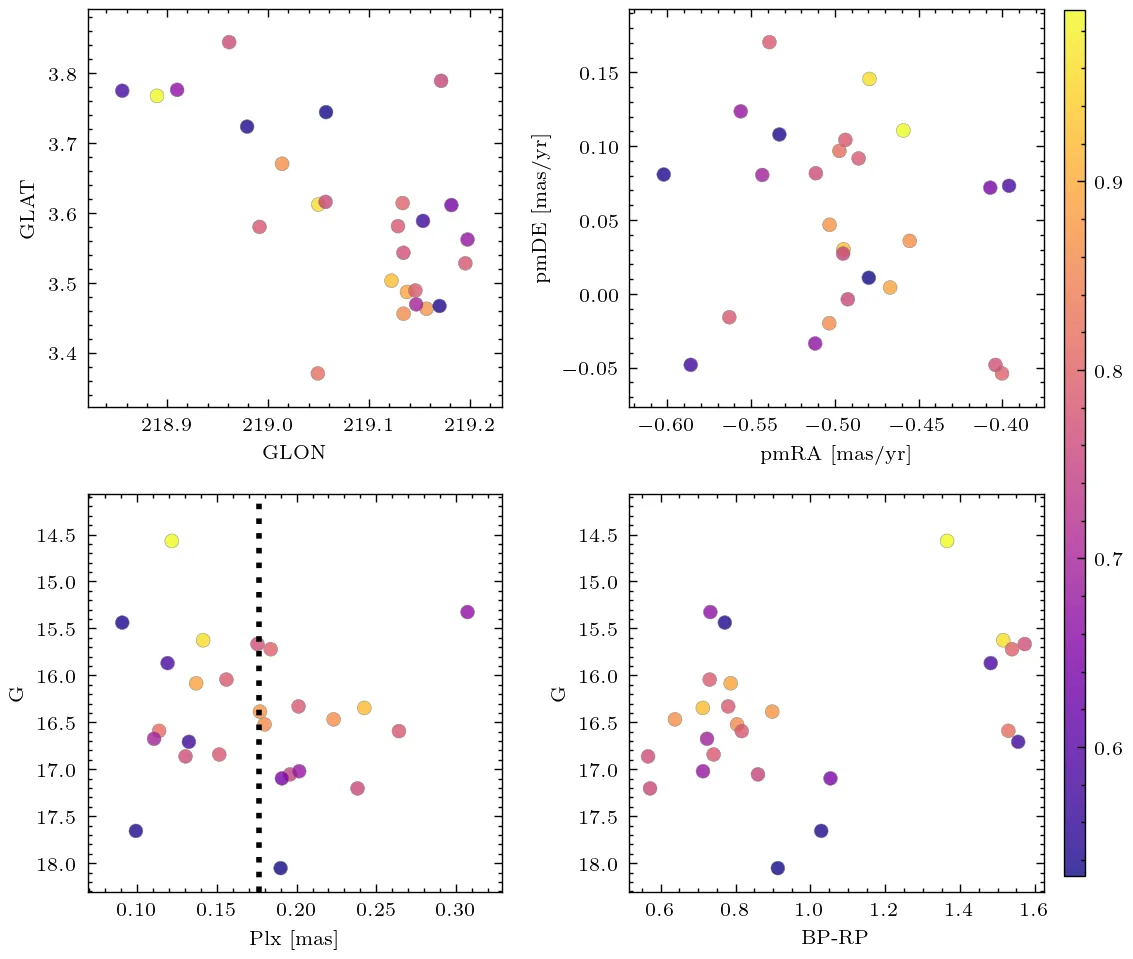 3.8
3.7
3.6
3.5
3.4
GLAT
218.9 219.0 219.1 219.2
GLON
0.15
0.10
0.05
0.00
−0.05
pmDE [mas/yr]
−0.60 −0.55 −0.50 −0.45 −0.40
pmRA [mas/yr]
0.9
0.8
0.7
0.6
14.5
15.0
15.5
16.0
16.5
17.0
17.5
18.0
G
0.10 0.15 0.20 0.25 0.30
Plx [mas]
14.5
15.0
15.5
16.0
16.5
17.0
17.5
18.0
G
0.6 0.8 1.0 1.2 1.4 1.6
BP-RP